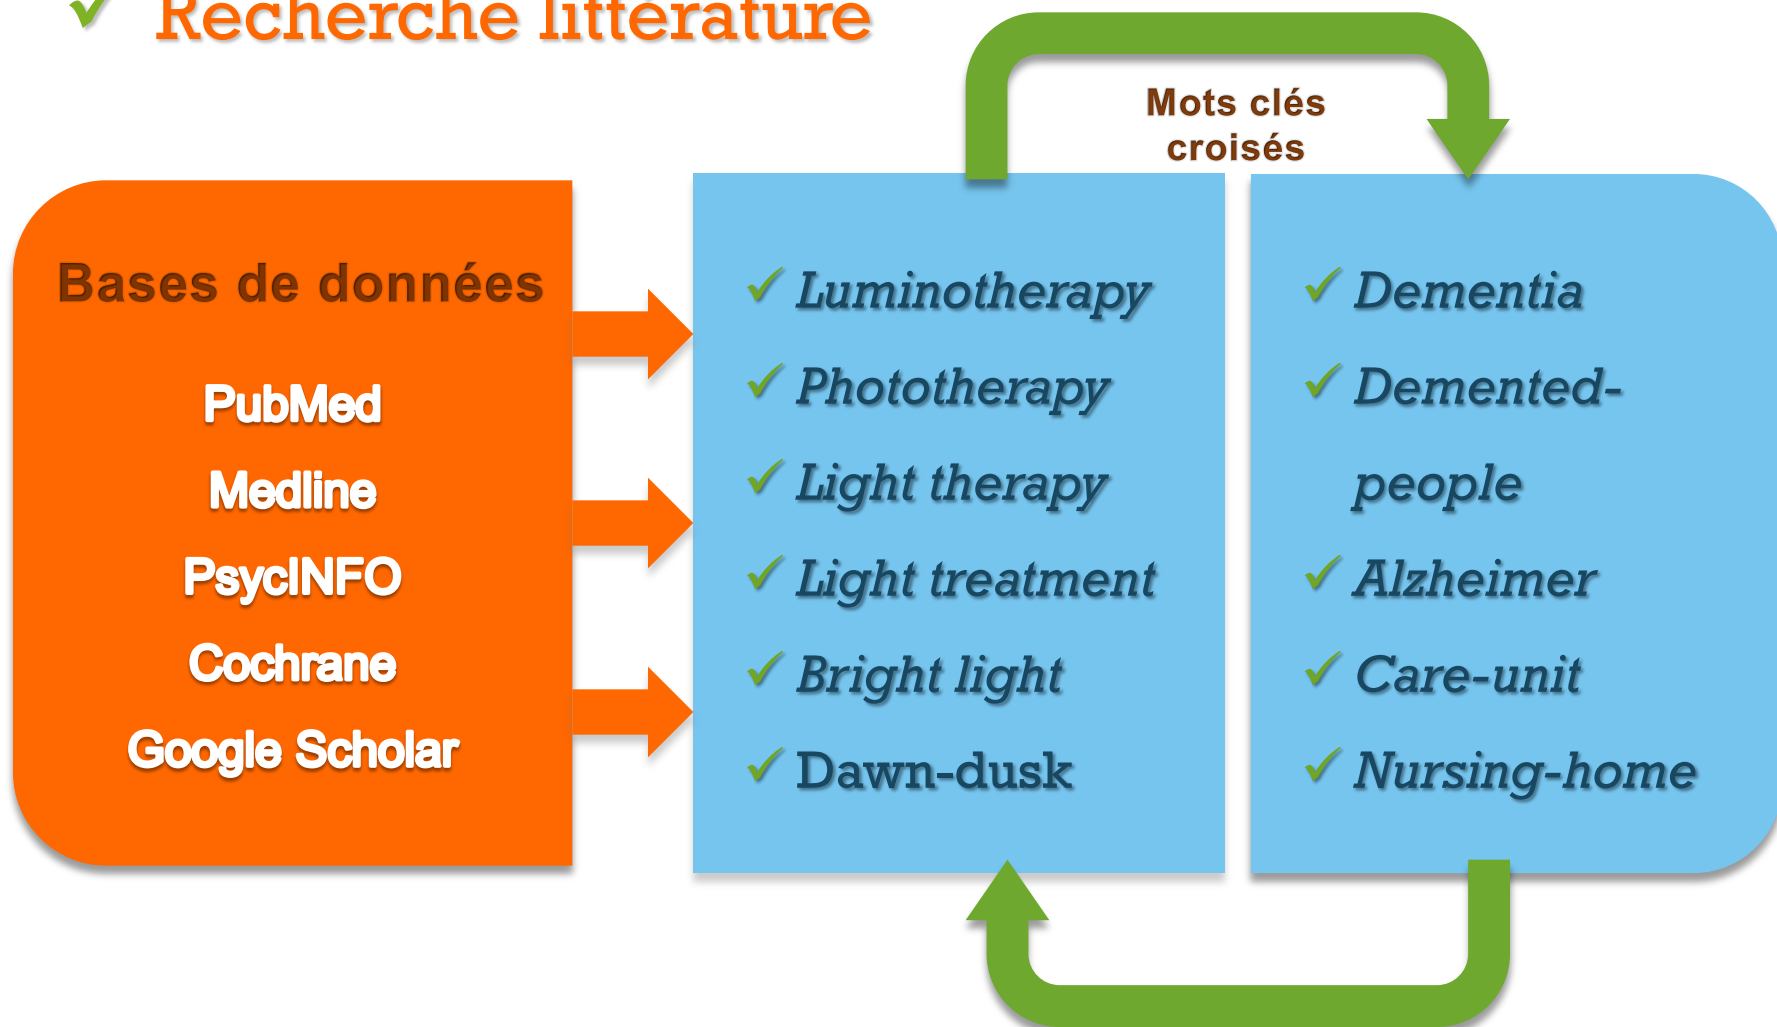 Recherche littérature
Mots clés
croisés
Bases de données
PubMed
Medline
PsycINFO
Cochrane
Google Scholar
Luminotherapy
Phototherapy
Light therapy
Light treatment
Bright light
Dawn-dusk
Dementia
Demented-
people
Alzheimer
Care-unit
Nursing-home